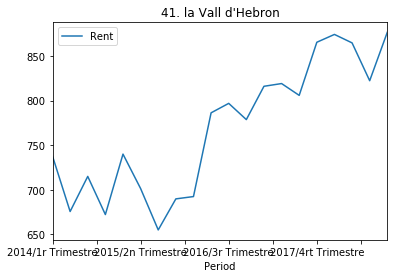 41. la Vall d'Hebron
Rent
850
800
750
700
650
2014/1r Trimestre 2015/2n Trimestre 2016/3r Trimestre 2017/4rt Trimestre
Period